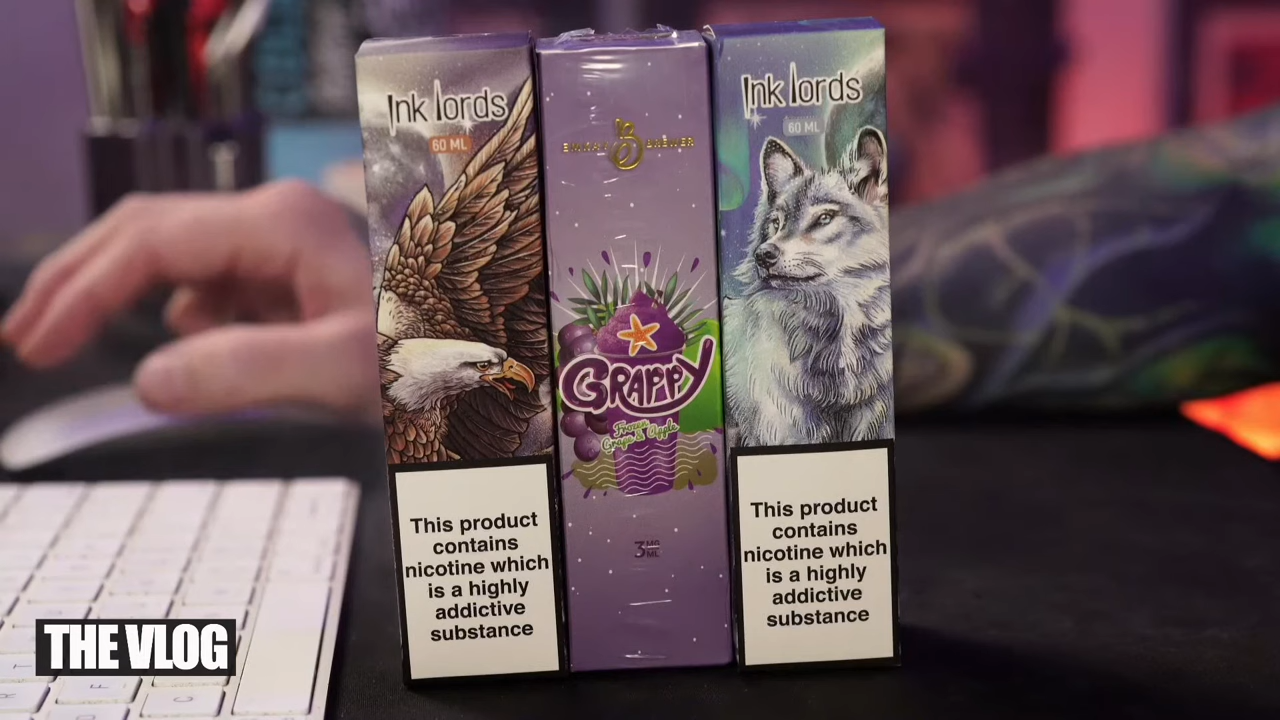 Ink lords
60 ML
This product
contains
nicotine which
is a highly
addictive
substance
BREWER
GRAPPY
Frozen
Grape & Apple
3 MG
ML
Ink lords
60 ML
This product
contains
nicotine which
is a highly
addictive
substance
THE VLOG